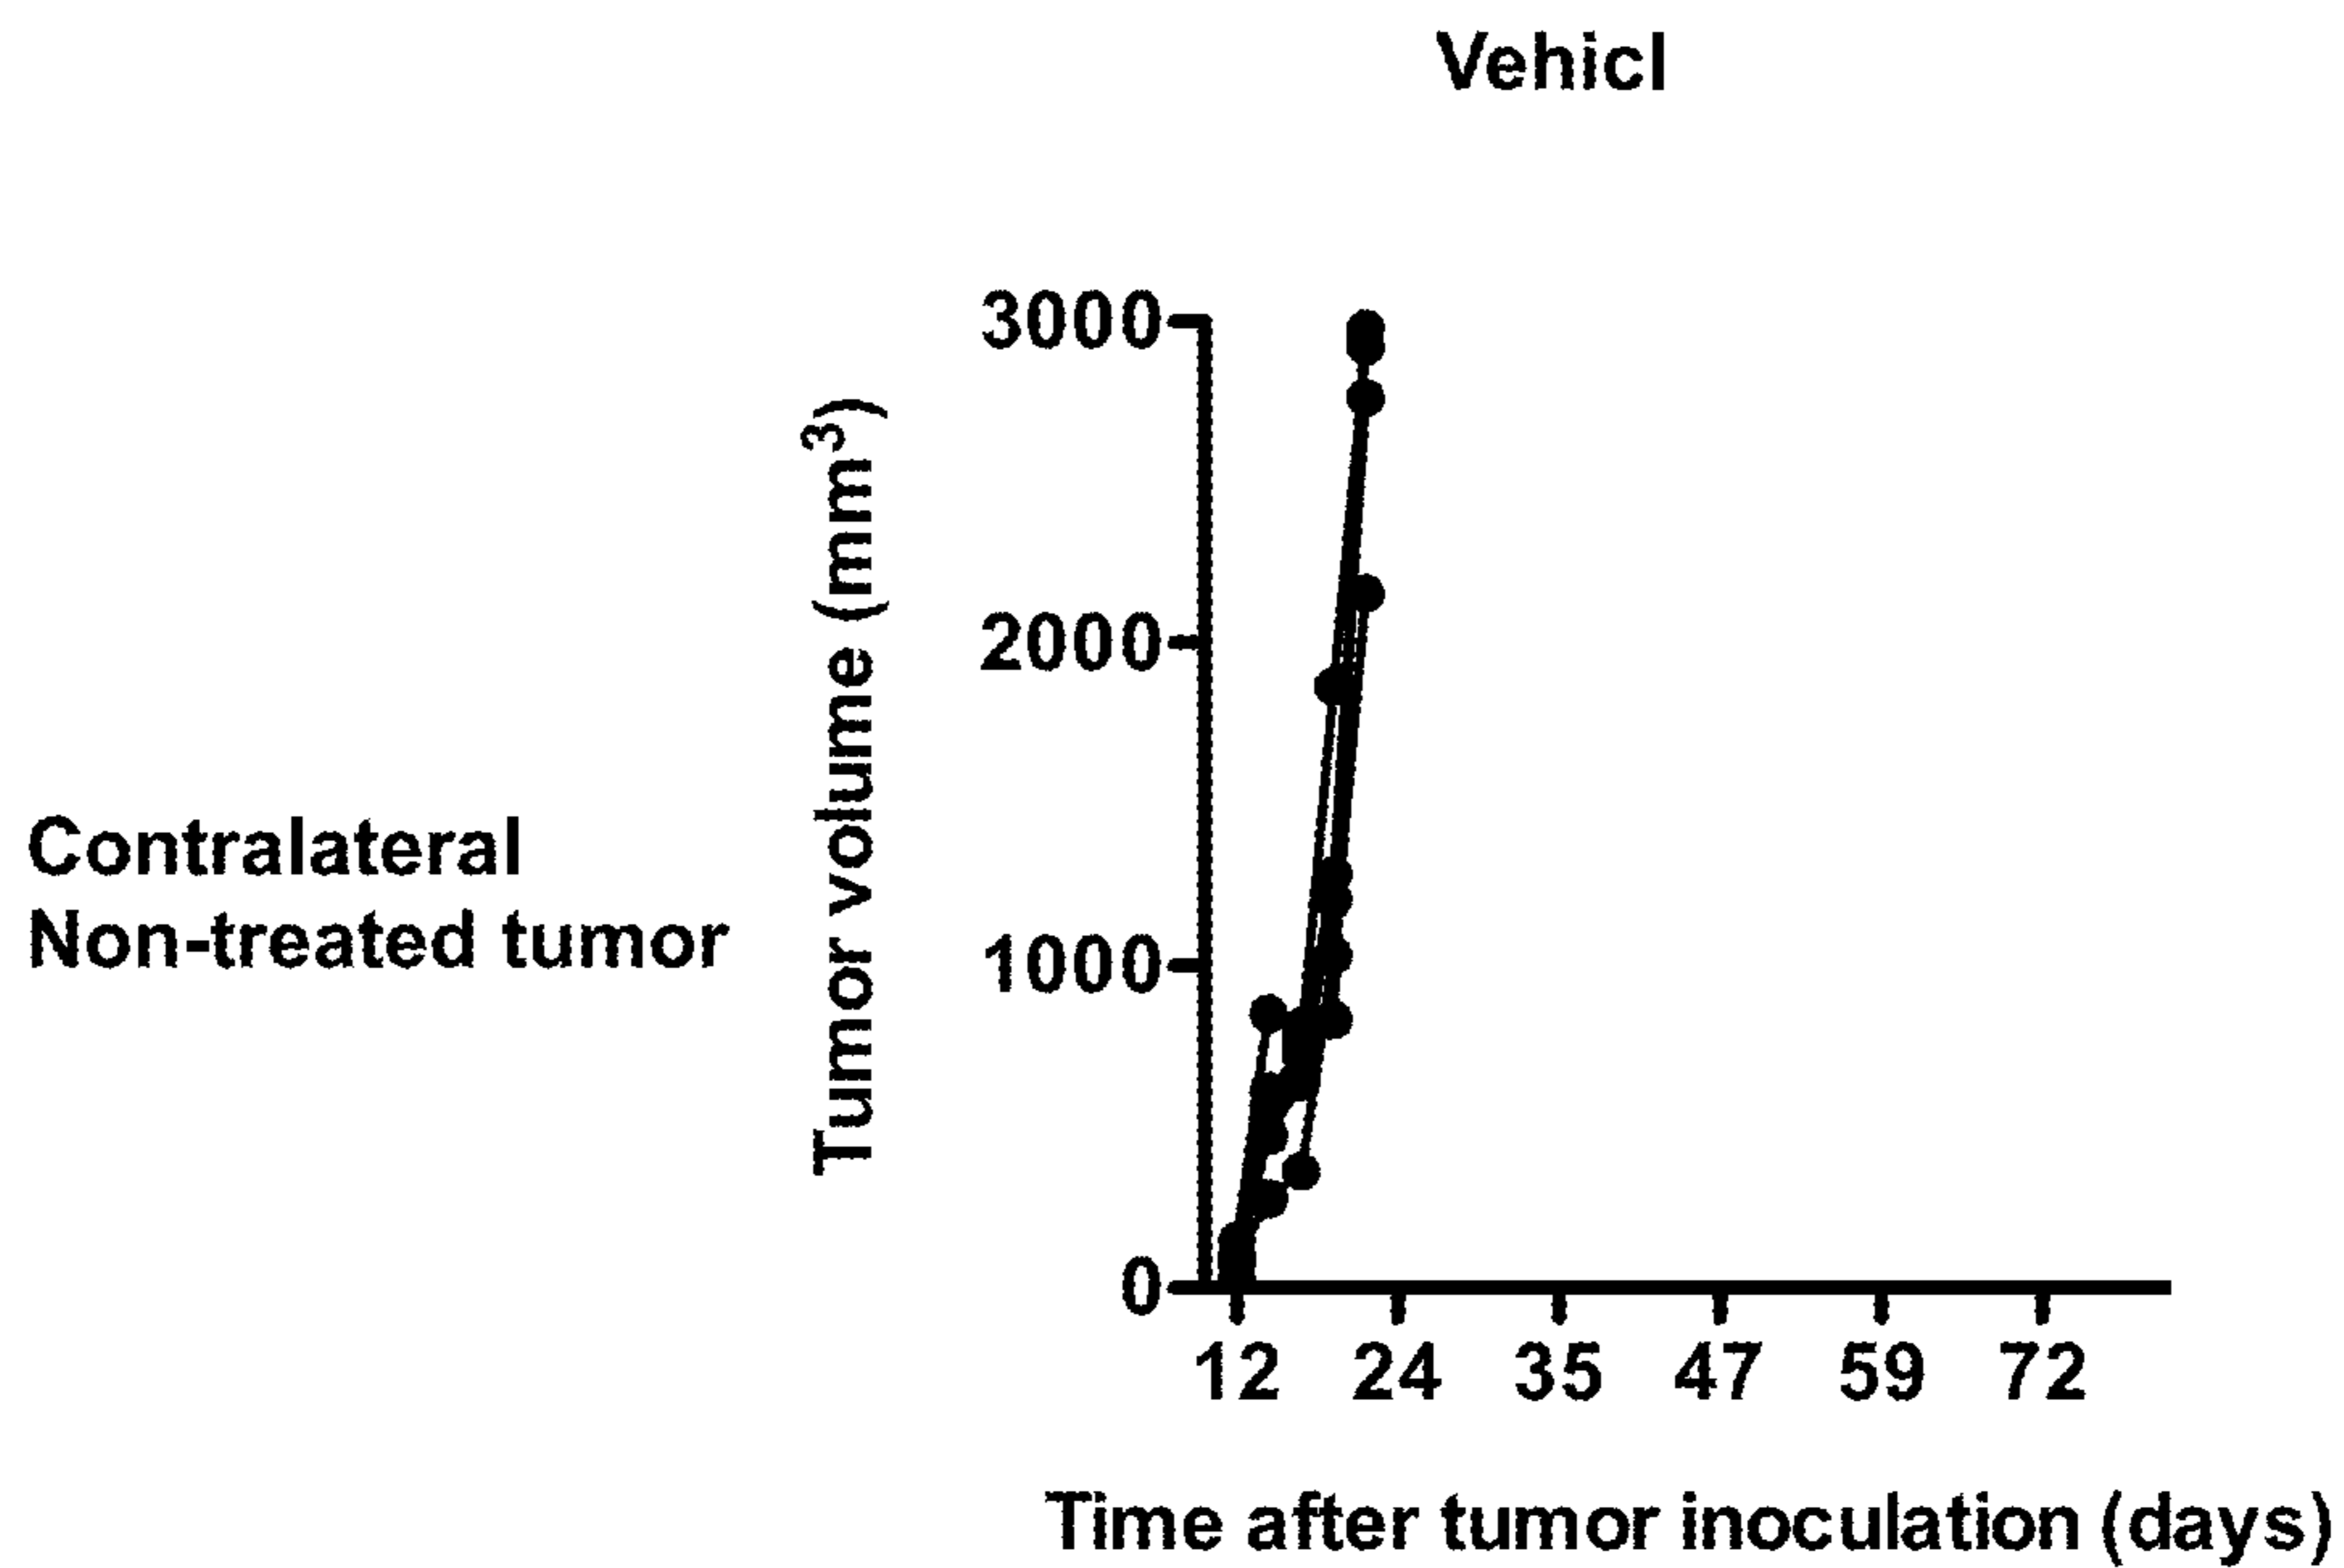 Vehicl
3000
2000
1000
0
Tumor volume (mm³)
Contralateral
Non-treated tumor
12 24 35 47 59 72
Time after tumor inoculation (days)